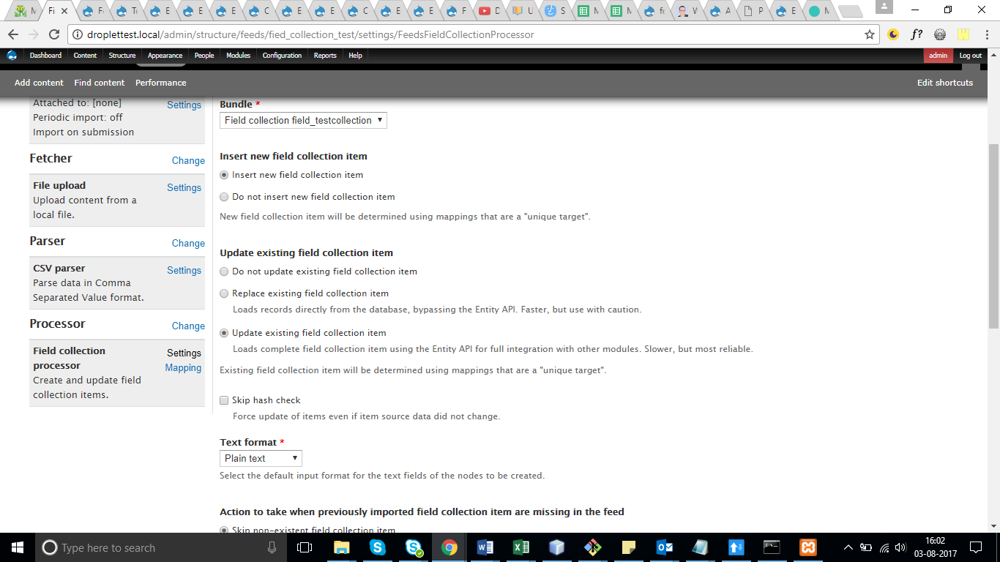 M
Fi
Fe
Te
E
E
E
C
E
E
C
E
E
F
D
U
S
M
M
fo
W
A
P
E
M
droplettest.local/admin/structure/feeds/fied_collection_test/settings/FeedsFieldCollectionProcessor
f?
Dashboard Content Structure Appearance People Modules Configuration Reports Help admin Log out
Add content Find content Performance Edit shortcuts
Attached to: [none] Settings
Periodic import: off
Import on submission
Fetcher Change
File upload Settings
Upload content from a
local file.
Parser Change
CSV parser Settings
Parse data in Comma
Separated Value format.
Processor Change
Field collection Settings
processor Mapping
Create and update field
collection items.
Bundle *
Field collection field_testcollection
Insert new field collection item
Insert new field collection item
Do not insert new field collection item
New field collection item will be determined using mappings that are a "unique target".
Update existing field collection item
Do not update existing field collection item
Replace existing field collection item
Loads records directly from the database, bypassing the Entity API. Faster, but use with caution.
Update existing field collection item
Loads complete field collection item using the Entity API for full integration with other modules. Slower, but most reliable.
Existing field collection item will be determined using mappings that are a "unique target".
Skip hash check
Force update of items even if item source data did not change.
Text format *
Plain text
Select the default input format for the text fields of the nodes to be created.
Action to take when previously imported field collection item are missing in the feed
Skip non-existent field collection item
Type here to search
16:02
03-08-2017